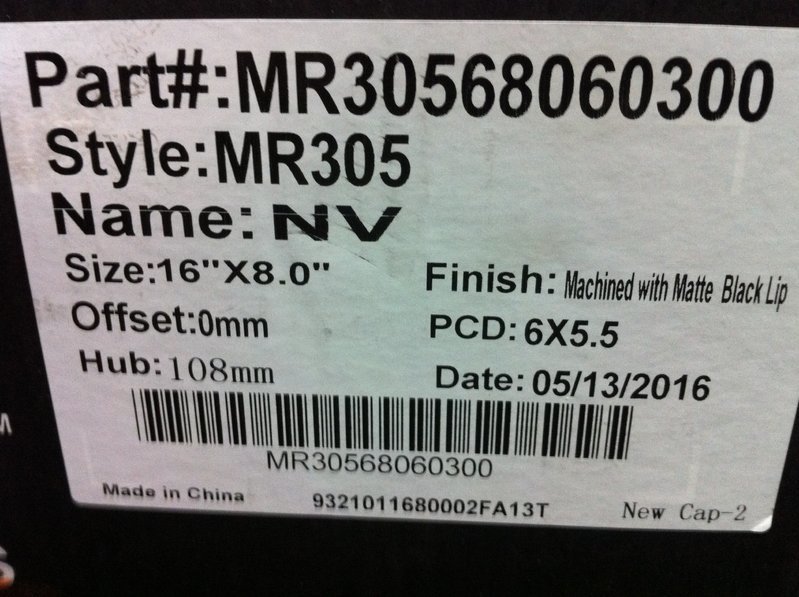 Part#:MR30568060300
Style:MR305
Name: NV
Size:16"X8.0"
Finish: Machined with Matte Black Lip
Offset:0mm
PCD: 6X5.5
Hub: 108mm
Date: 05/13/2016
MR30568060300
Made in China
9321011680002FA13T
New Cap-2